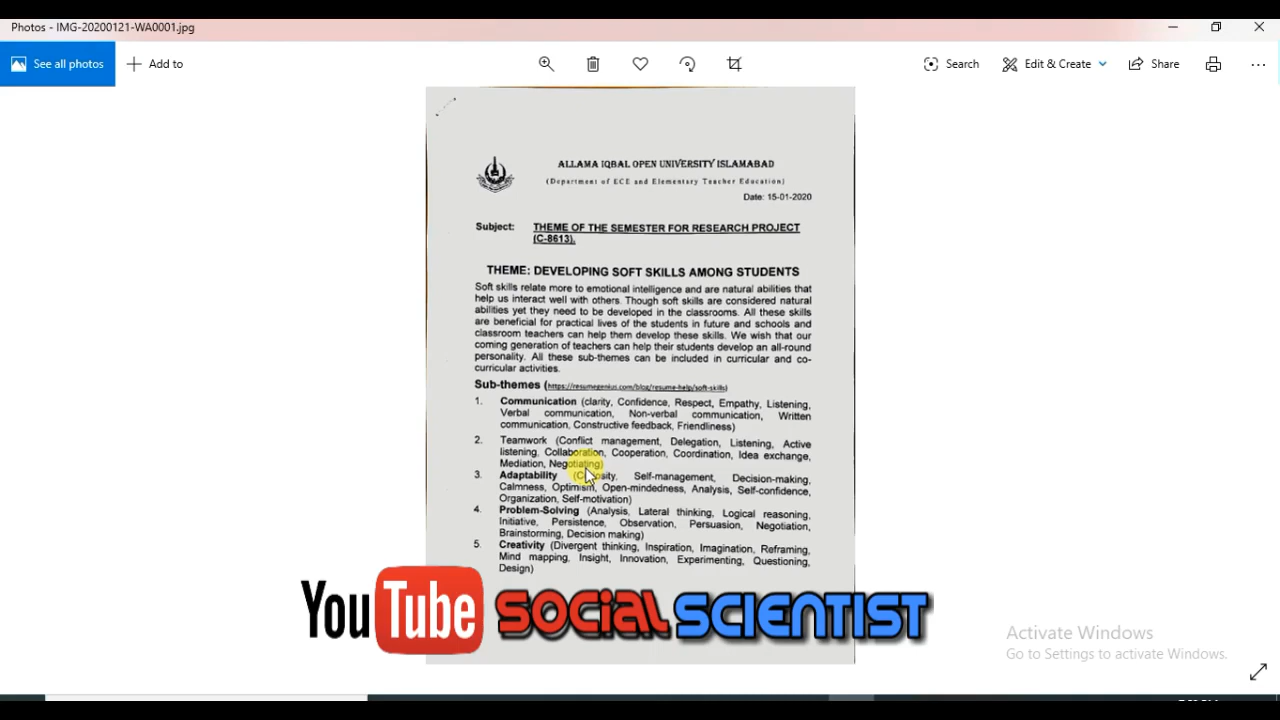 Photos - IMG-20200121-WA0001.jpg
See all photos
Add to
Search
Edit & Create
Share
ALLAMA IQBAL OPEN UNIVERSITY ISLAMABAD
(Department of ECE and Elementary Teacher Education)
Date: 15-01-2020
Subject: THEME OF THE SEMESTER FOR RESEARCH PROJECT
(C-8613).
THEME: DEVELOPING SOFT SKILLS AMONG STUDENTS
Soft skills relate more to emotional intelligence and are natural abilities that
help us interact well with others. Though soft skills are considered natural
abilities yet they need to be developed in the classrooms. All these skills
are beneficial for practical lives of the students in future and schools and
classroom teachers can help them develop these skills. We wish that our
coming generation of teachers can help their students develop an all-round
personality. All these sub-themes can be included in curricular and co-
curricular activities.
Sub-themes (https://resumegenius.com/blog/resume-help/soft-skills)
1. Communication (clarity, Confidence, Respect, Empathy, Listening,
Verbal communication, Non-verbal communication, Written
communication, Constructive feedback, Friendliness)
2. Teamwork (Conflict management, Delegation, Listening, Active
listening, Collaboration, Cooperation, Coordination, Idea exchange,
Mediation, Negotiating)
3. Adaptability (Curiosity, Self-management, Decision-making,
Calmness, Optimism, Open-mindedness, Analysis, Self-confidence,
Organization, Self-motivation)
4. Problem-Solving (Analysis, Lateral thinking, Logical reasoning,
Initiative, Persistence, Observation, Persuasion, Negotiation,
Brainstorming, Decision making)
5. Creativity (Divergent thinking, Inspiration, Imagination, Reframing,
Mind mapping, Insight, Innovation, Experimenting, Questioning,
Design)
YouTube SOCIAL SCIENTIST
Activate Windows
Go to Settings to activate Windows.